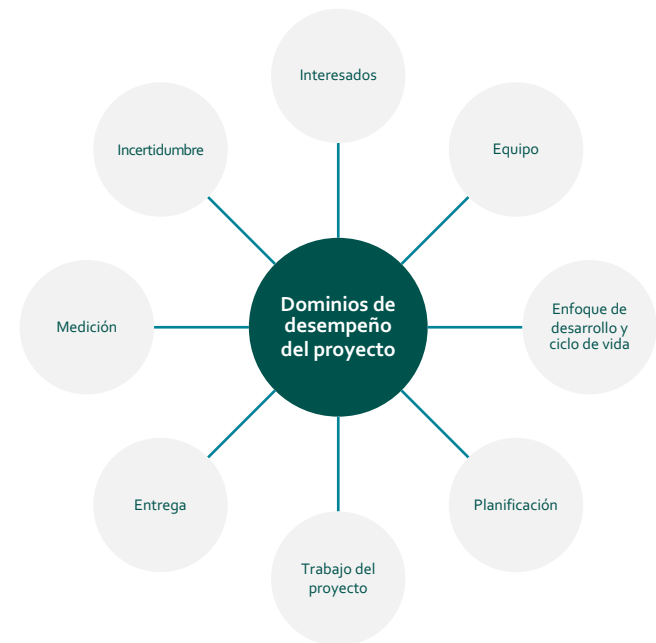 Interesados
Equipo
Enfoque de
desarrollo y
ciclo de vida
Planificación
Trabajo del
proyecto
Entrega
Medición
Incertidumbre
Dominios de
desempeño
del proyecto